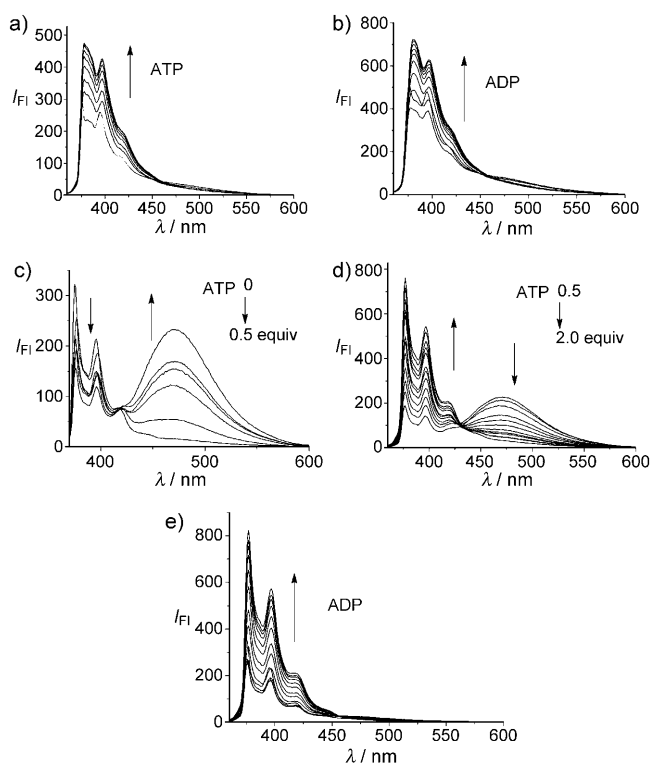 a)
500
400
300
200
100
0
I_Fl
ATP
400 450 500 550 600
λ / nm
b)
800
600
400
200
0
I_Fl
ADP
400 450 500 550 600
λ / nm
c)
300
200
100
0
I_Fl
ATP 0
0.5 equiv
400 500 600
λ / nm
d)
800
600
400
200
0
I_Fl
ATP 0.5
2.0 equiv
400 450 500 550 600
λ / nm
e)
800
600
400
200
0
I_Fl
ADP
400 450 500 600
λ / nm